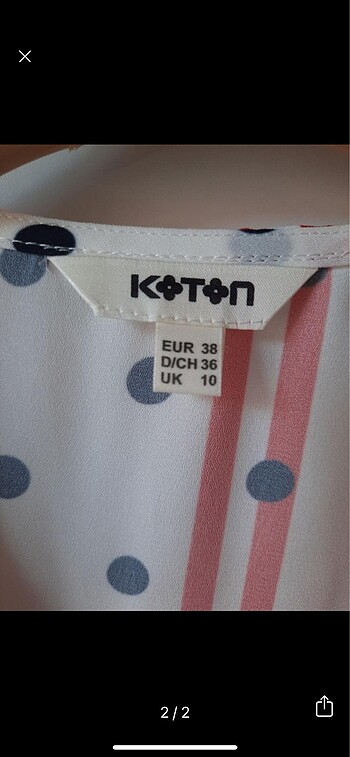 KOTON
EUR 38
D/CH 36
UK 10
2/2